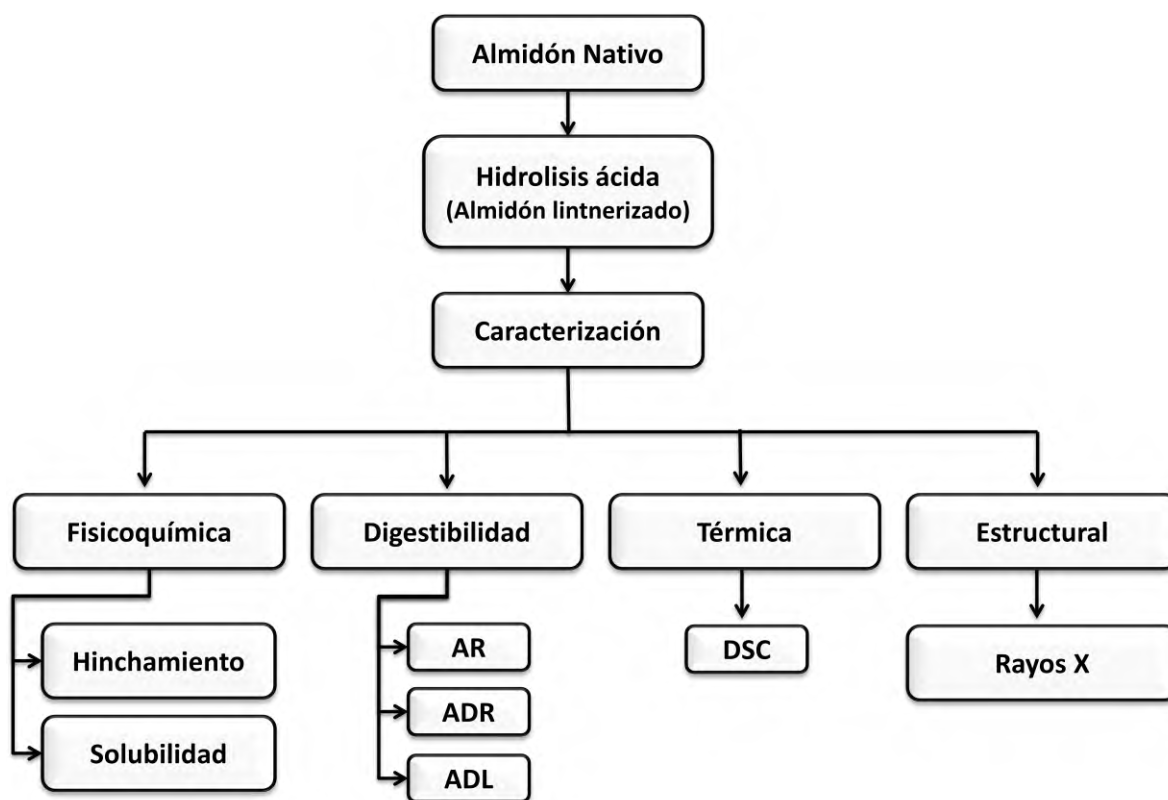 Almidón Nativo
Hidrolisis ácida
(Almidón lintnerizado)
Caracterización
Fisicoquímica
Digestibilidad
Térmica
Estructural
Hinchamiento
Solubilidad
AR
ADR
ADL
DSC
Rayos X